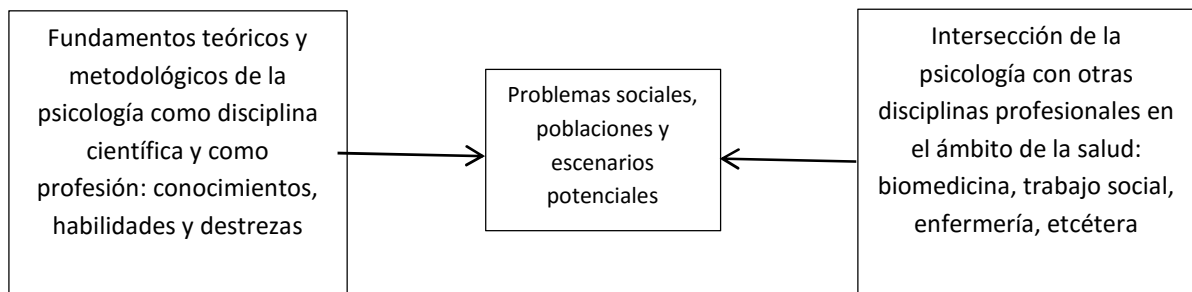 Fundamentos teóricos y
metodológicos de la
psicología como disciplina
científica y como
profesión: conocimientos,
habilidades y destrezas
Problemas sociales,
poblaciones y
escenarios
potenciales
Intersección de la
psicología con otras
disciplinas profesionales en
el ámbito de la salud:
biomedicina, trabajo social,
enfermería, etcétera